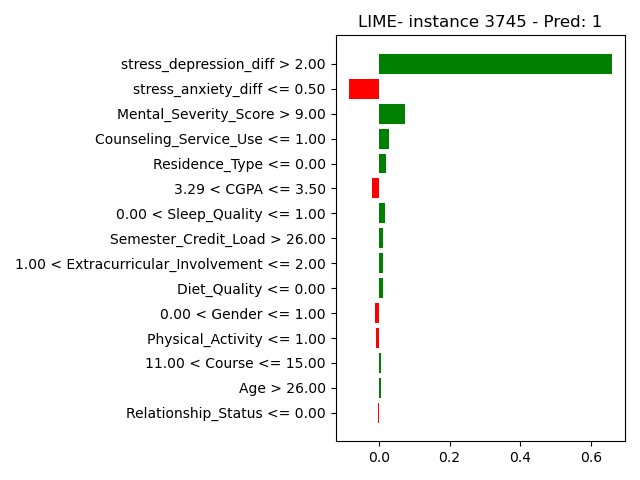 LIME- instance 3745 - Pred: 1
stress_depression_diff > 2.00
stress_anxiety_diff <= 0.50
Mental_Severity_Score > 9.00
Counseling_Service_Use <= 1.00
Residence_Type <= 0.00
3.29 < CGPA <= 3.50
0.00 < Sleep_Quality <= 1.00
Semester_Credit_Load > 26.00
1.00 < Extracurricular_Involvement <= 2.00
Diet_Quality <= 0.00
0.00 < Gender <= 1.00
Physical_Activity <= 1.00
11.00 < Course <= 15.00
Age > 26.00
Relationship_Status <= 0.00
0.0 0.2 0.4 0.6